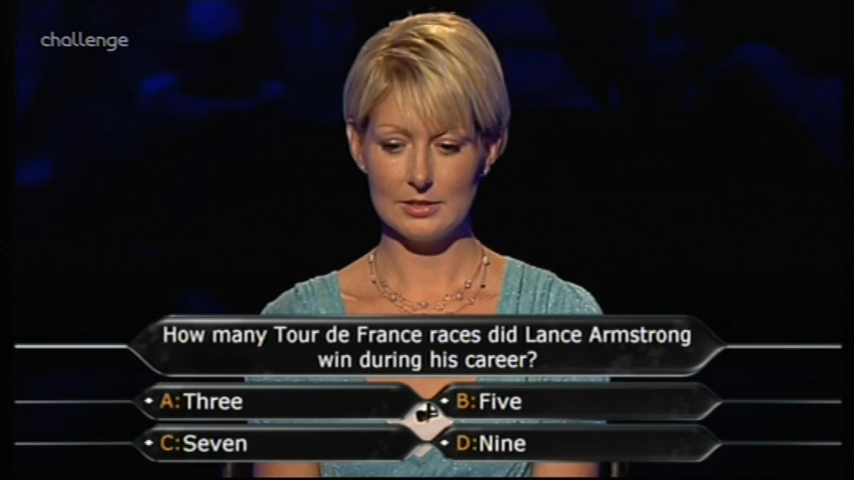 challenge
How many Tour de France races did Lance Armstrong
win during his career?
A: Three
B: Five
C: Seven
D: Nine